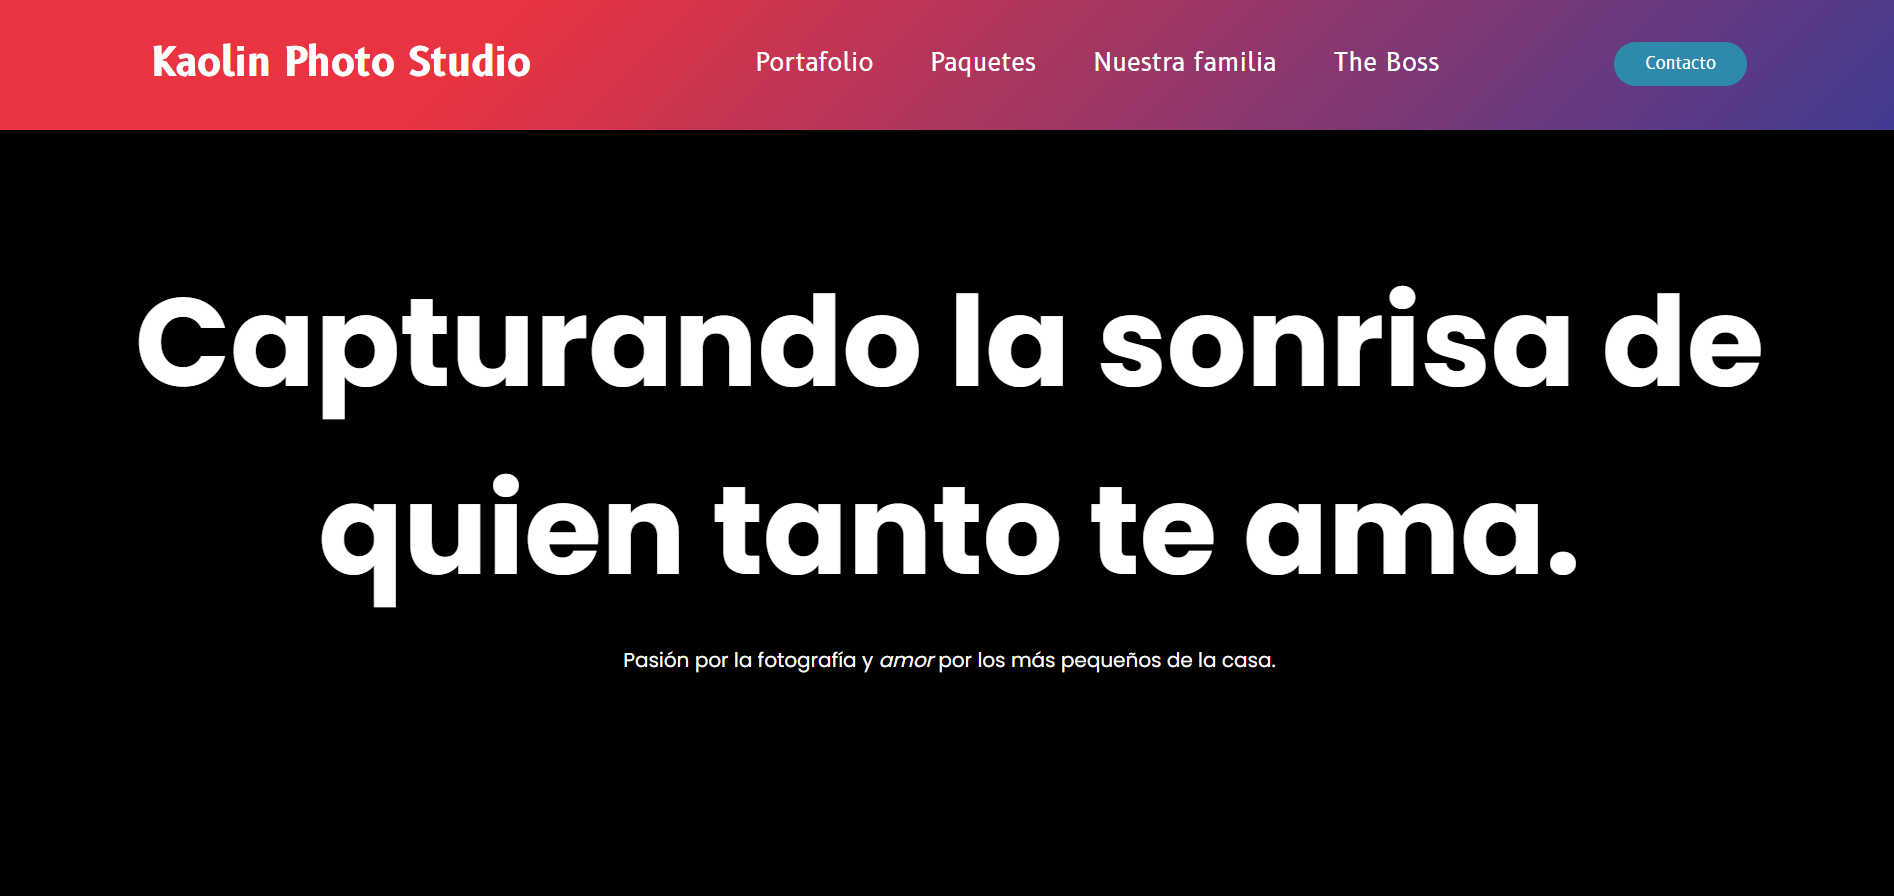 Kaolin Photo Studio
Portafolio
Paquetes
Nuestra familia
The Boss
Contacto
Capturando la sonrisa de
quien tanto te ama.
Pasión por la fotografía y amor por los más pequeños de la casa.